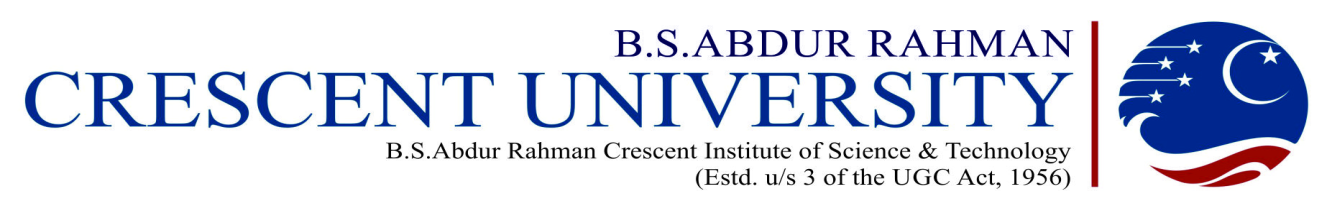 B.S.ABDUR RAHMAN
CRESCENT UNIVERSITY
B.S.Abdur Rahman Crescent Institute of Science & Technology
(Estd. u/s 3 of the UGC Act, 1956)